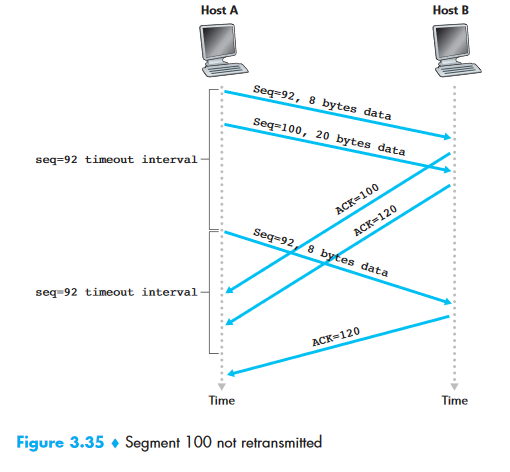 Host A
Host B
Seq=92, 8 bytes data
Seq=100, 20 bytes data
seq=92 timeout interval
ACK=100
ACK=120
Seq=92, 8 bytes data
seq=92 timeout interval
ACK=120
Time
Time
Figure 3.35 ♦ Segment 100 not retransmitted